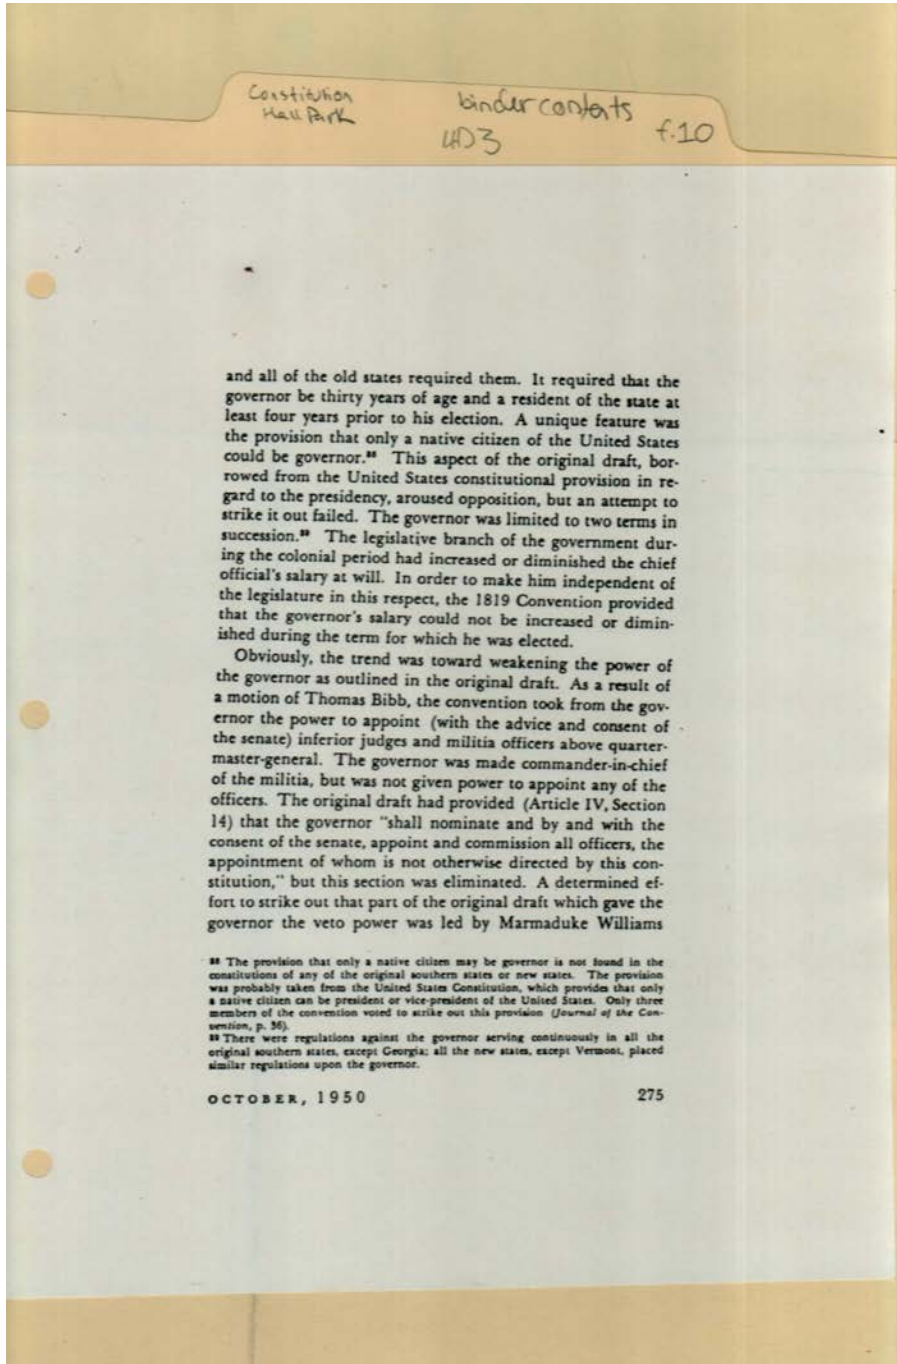 Constitution
Hall Park
binder contents
4D3
f.10
and all of the old states required them. It required that the
governor be thirty years of age and a resident of the state at
least four years prior to his election. A unique feature was
the provision that only a native citizen of the United States
could be governor.⁸⁸ This aspect of the original draft, bor-
rowed from the United States constitutional provision in re-
gard to the presidency, aroused opposition, but an attempt to
strike it out failed. The governor was limited to two terms in
succession.⁸⁹ The legislative branch of the government dur-
ing the colonial period had increased or diminished the chief
official's salary at will. In order to make him independent of
the legislature in this respect, the 1819 Convention provided
that the governor's salary could not be increased or dimin-
ished during the term for which he was elected.
Obviously, the trend was toward weakening the power of
the governor as outlined in the original draft. As a result of
a motion of Thomas Bibb, the convention took from the gov-
ernor the power to appoint (with the advice and consent of
the senate) inferior judges and militia officers above quarter-
master-general. The governor was made commander-in-chief
of the militia, but was not given power to appoint any of the
officers. The original draft had provided (Article IV, Section
14) that the governor "shall nominate and by and with the
consent of the senate, appoint and commission all officers, the
appointment of whom is not otherwise directed by this con-
stitution," but this section was eliminated. A determined ef-
fort to strike out that part of the original draft which gave the
governor the veto power was led by Marmaduke Williams
⁸⁸ The provision that only a native citizen may be governor is not found in the
constitutions of any of the original southern states or new states. The provision
was probably taken from the United States Constitution, which provides that only
a native citizen can be president or vice-president of the United States. Only three
members of the convention voted to strike out this provision (Journal of the Con-
vention, p. 36).
⁸⁹ There were regulations against the governor serving continuously in all the
original southern states, except Georgia; all the new states, except Vermont, placed
similar regulations upon the governor.
OCTOBER, 1950
275